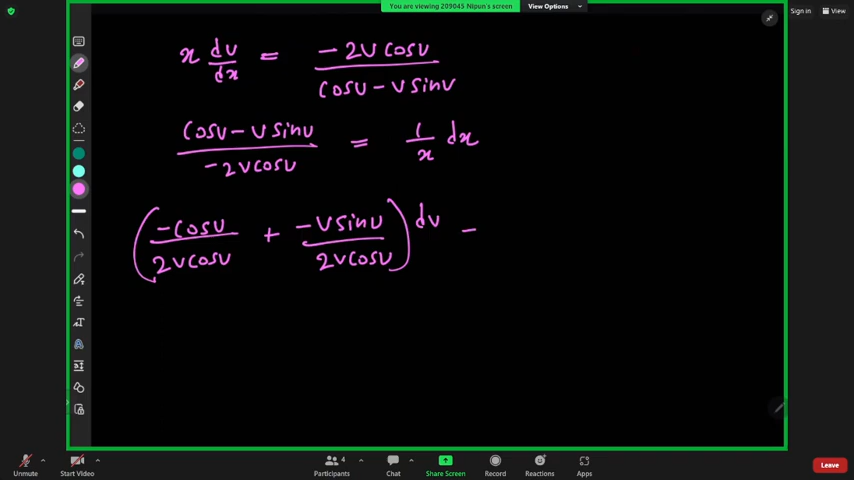 You are viewing 209045 Nipun's screen
View Options
Sign in
View
x dv/dx = -2v cosv / cosv - v sinv
cosv - v sinv / -2v cosv = 1/x dx
( -cosv / 2v cosv + -v sinv / 2v cosv ) dv -
Unmute
Start Video
Participants 4
Chat
Share Screen
Record
Reactions
Apps
Leave